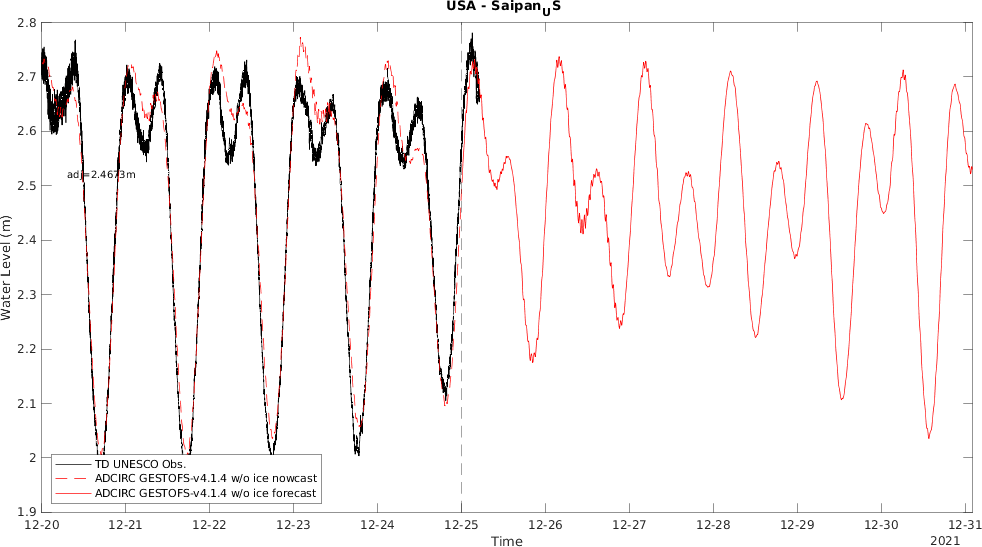 USA - SaipanUS
2.8
2.7
2.6
2.5
2.4
2.3
2.2
2.1
2
1.9
Water Level (m)
adj=2.4673m
TD UNESCO Obs.
ADCIRC GESTOFS-v4.1.4 w/o ice nowcast
ADCIRC GESTOFS-v4.1.4 w/o ice forecast
12-20 12-21 12-22 12-23 12-24 12-25 12-26 12-27 12-28 12-29 12-30 12-31
Time
2021